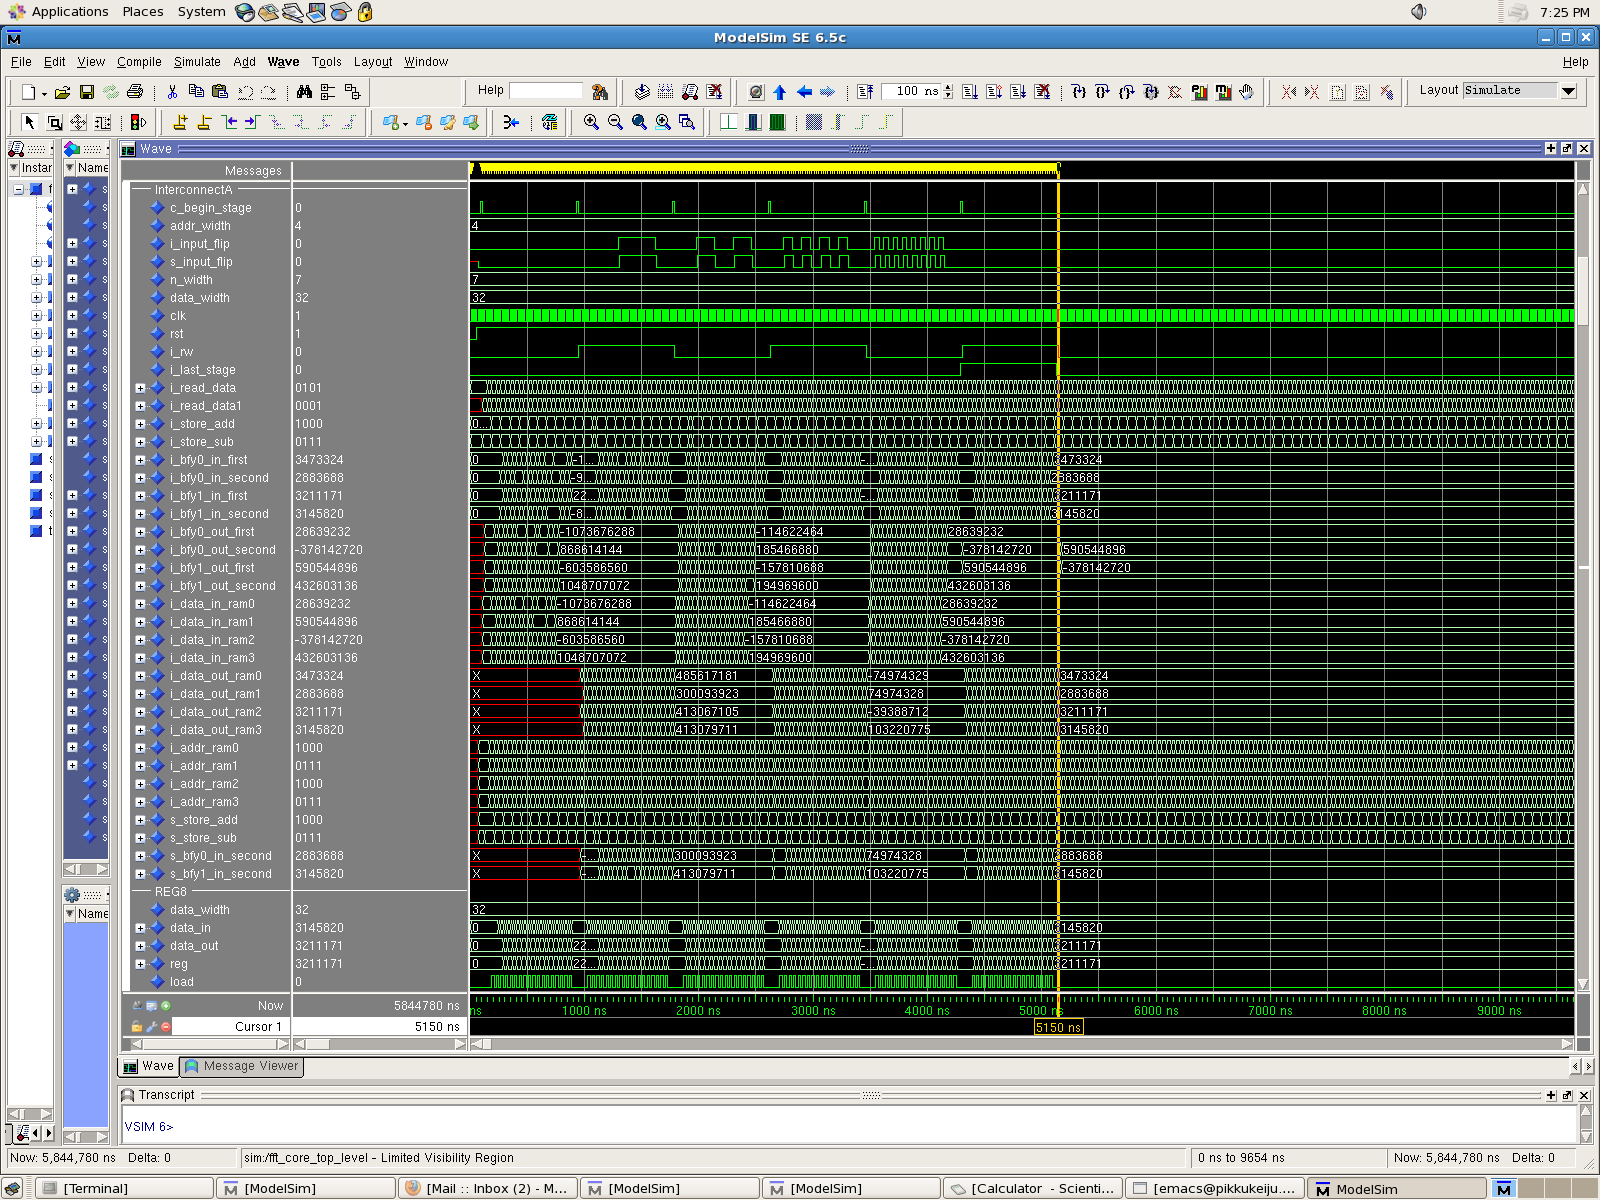 Applications Places System 7:25 PM
ModelSim SE 6.5c
File Edit View Compile Simulate Add Wave Tools Layout Window Help
Help 100 ns Layout Simulate
Wave
Instar Name Messages
InterconnectA
c_begin_stage 0
addr_width 4 4
i_input_flip 0
s_input_flip 0
n_width 7 7
data_width 32 32
clk 1
rst 1
i_rw 0
i_last_stage 0
i_read_data 0101
i_read_data1 0001
i_store_add 1000 0...
i_store_sub 0111
i_bfy0_in_first 3473324 0 -1... -... 3473324
i_bfy0_in_second 2883688 0 -9... 2883688
i_bfy1_in_first 3211171 0 22... -... 3211171
i_bfy1_in_second 3145820 0 -8... 3145820
i_bfy0_out_first 28639232 -1073676288 -114622464 28639232
i_bfy0_out_second -378142720 868614144 185466880 -378142720 590544896
i_bfy1_out_first 590544896 -603586560 -157810688 590544896 -378142720
i_bfy1_out_second 432603136 1048707072 194969600 432603136
i_data_in_ram0 28639232 -1073676288 -114622464 28639232
i_data_in_ram1 590544896 868614144 185466880 590544896
i_data_in_ram2 -378142720 -603586560 -157810688 -378142720
i_data_in_ram3 432603136 1048707072 194969600 432603136
i_data_out_ram0 3473324 X 485617181 -74974329 3473324
i_data_out_ram1 2883688 X 300093923 74974328 2883688
i_data_out_ram2 3211171 X 413067105 -39388712 3211171
i_data_out_ram3 3145820 X 413079711 103220775 3145820
i_addr_ram0 1000
i_addr_ram1 0111
i_addr_ram2 1000
i_addr_ram3 0111
s_store_add 1000
s_store_sub 0111
s_bfy0_in_second 2883688 X -... 300093923 74974328 2883688
s_bfy1_in_second 3145820 X -... 413079711 103220775 3145820
REG8
data_width 32 32
Name
data_in 3145820 0 3145820
data_out 3211171 0 22... -... 3211171
reg 3211171 0 22... -... 3211171
load 0
Now 5844780 ns ns 1000 ns 2000 ns 3000 ns 4000 ns 5000 ns 6000 ns 7000 ns 8000 ns 9000 ns
Cursor 1 5150 ns 5150 ns
Wave Message Viewer
Transcript
VSIM 6>
Now: 5,844,780 ns Delta: 0 sim:/fft_core_top_level - Limited Visibility Region 0 ns to 9654 ns Now: 5,844,780 ns Delta: 0
[Terminal] [ModelSim] [Mail :: Inbox (2) - M... [ModelSim] [ModelSim] [Calculator - Scienti... [emacs@pikkukeiju.... ModelSim